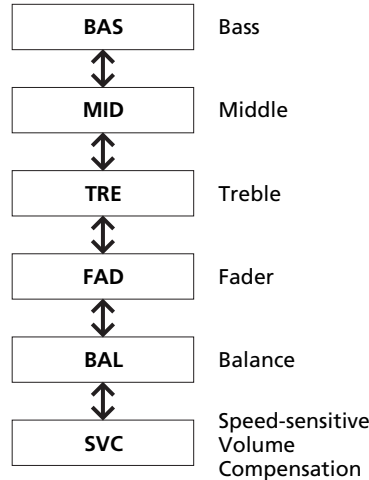 BAS Bass
MID Middle
TRE Treble
FAD Fader
BAL Balance
Speed-sensitive
SVC Volume
Compensation